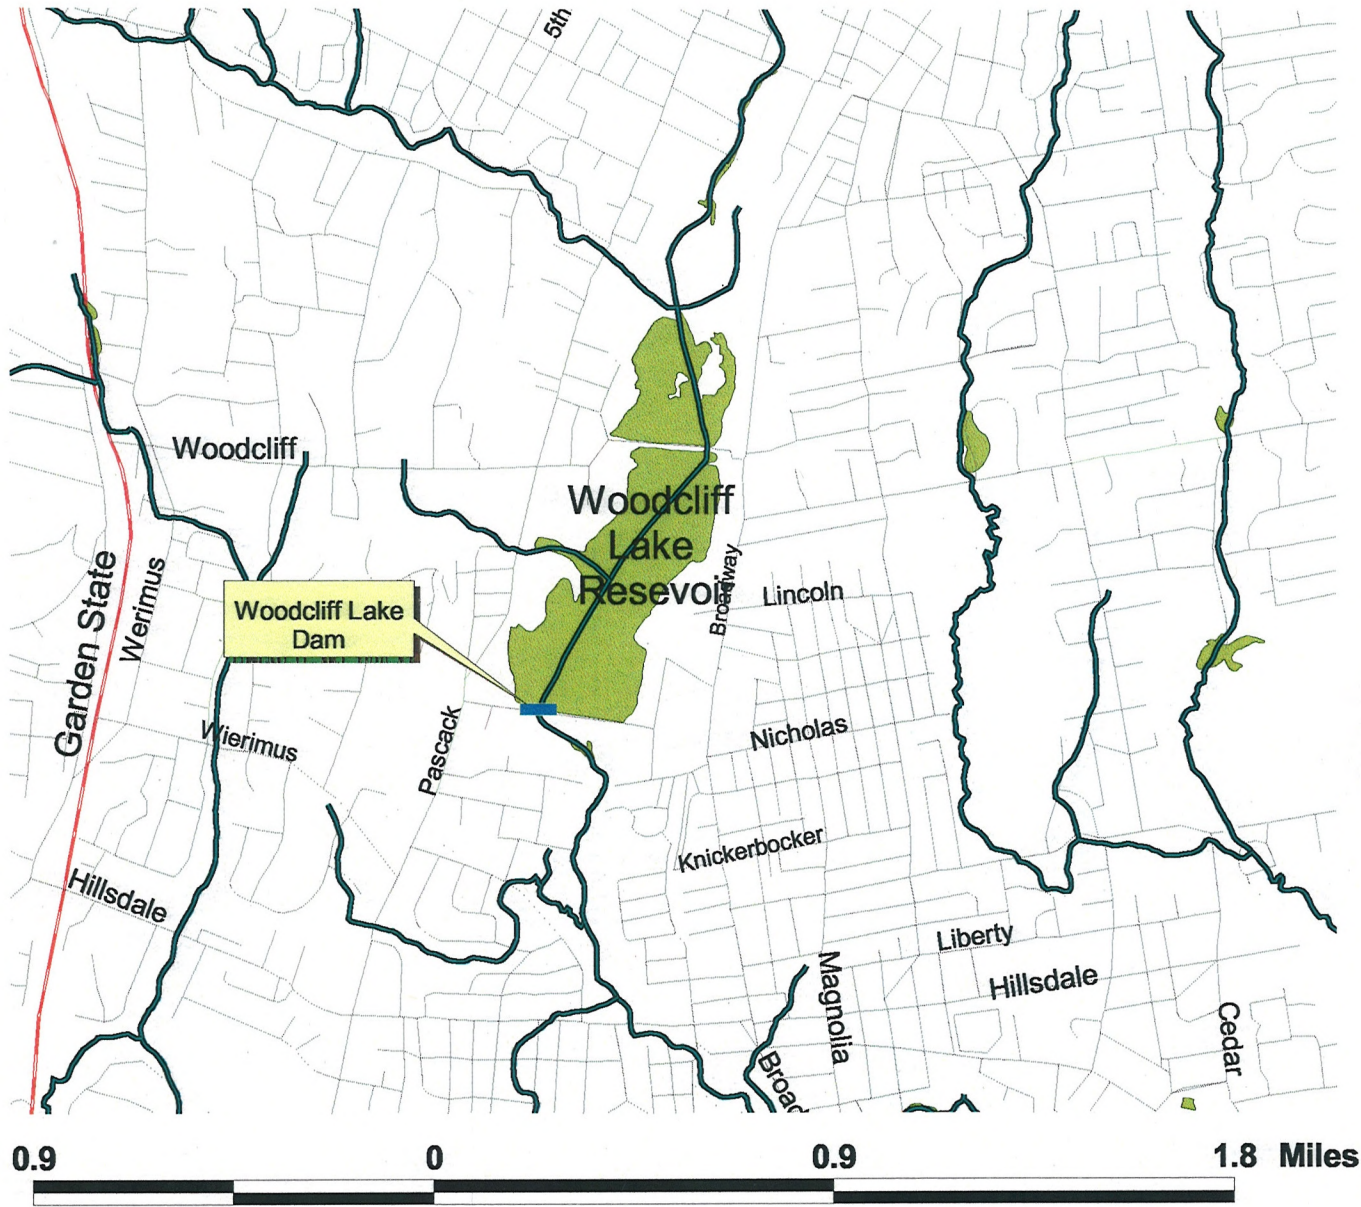 5th
Woodcliff
Woodcliff
Lake
Resevoir
Broadway
Lincoln
Garden State
Werimus
Woodcliff Lake
Dam
Wierimus
Pascack
Nicholas
Knickerbocker
Hillsdale
Liberty
Hillsdale
Magnolia
Cedar
Broad
0.9 0 0.9 1.8 Miles